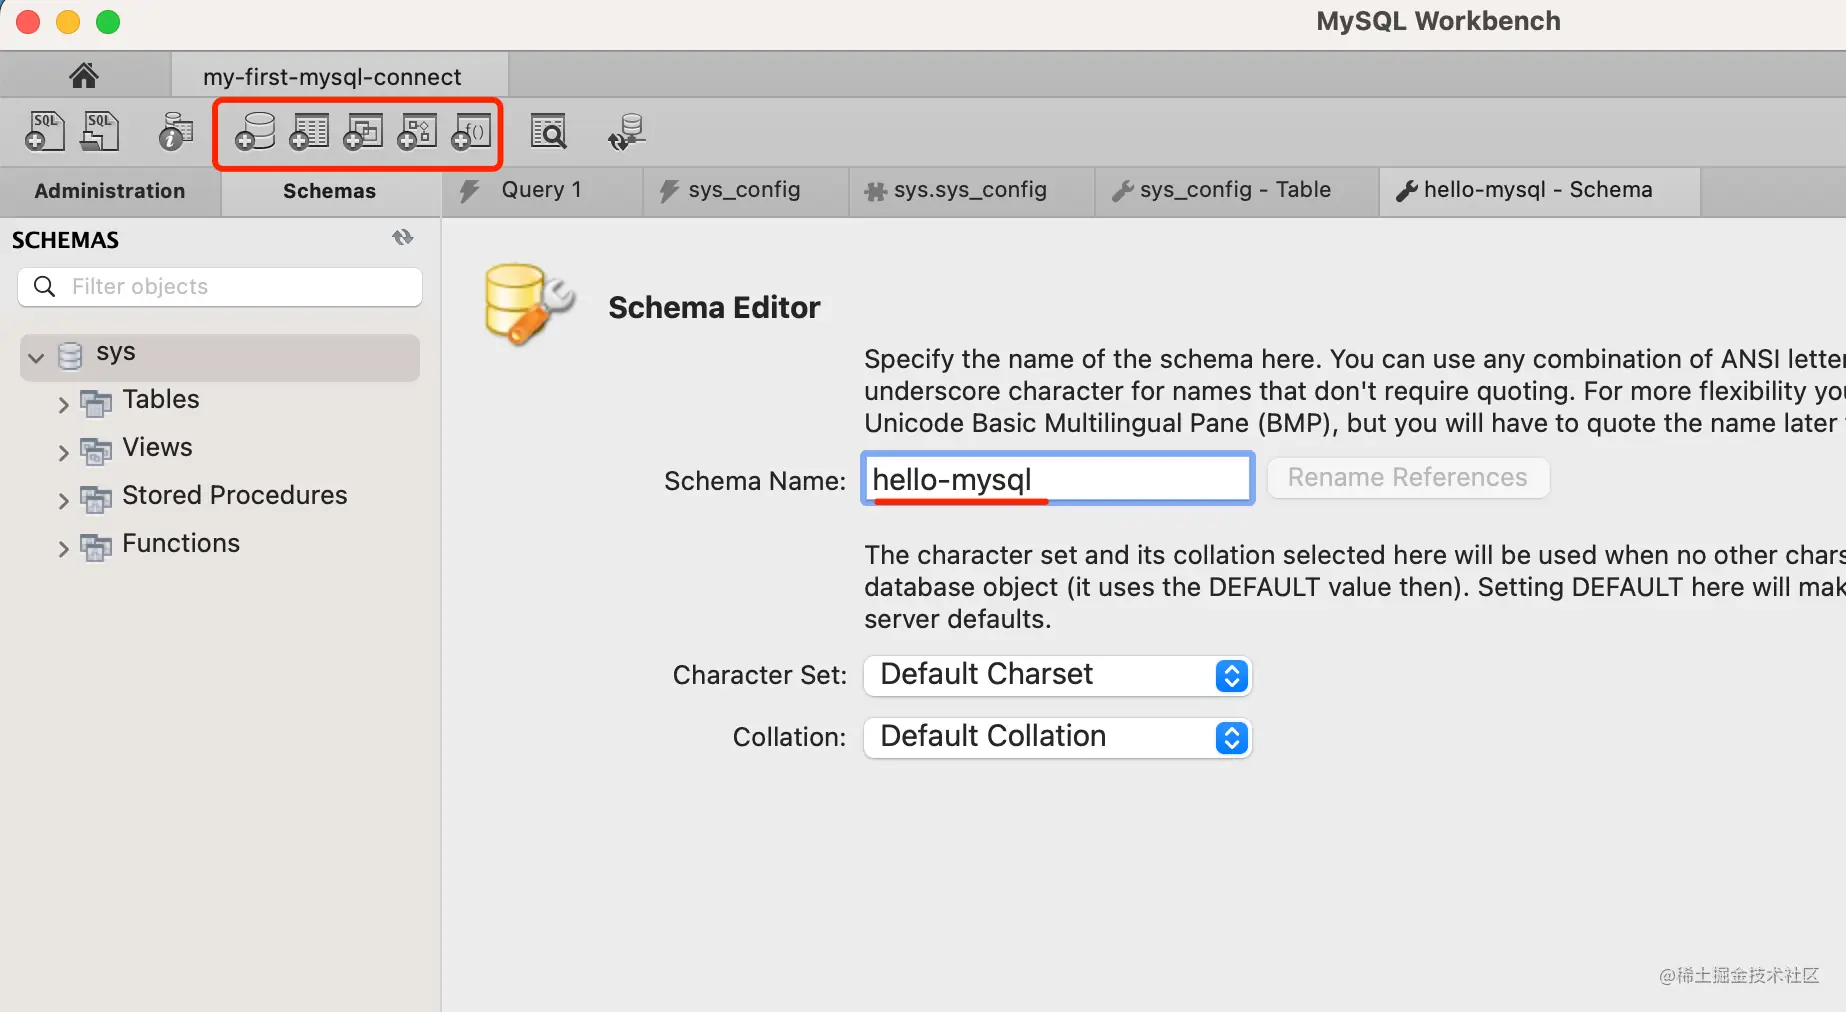 MySQL Workbench
my-first-mysql-connect
SQL SQL f()
Administration Schemas Query 1 sys_config sys.sys_config sys_config - Table hello-mysql - Schema
SCHEMAS
Filter objects
sys
Tables
Views
Stored Procedures
Functions
Schema Editor
Specify the name of the schema here. You can use any combination of ANSI letter
underscore character for names that don't require quoting. For more flexibility you
Unicode Basic Multilingual Pane (BMP), but you will have to quote the name later
Schema Name: hello-mysql Rename References
The character set and its collation selected here will be used when no other chars
database object (it uses the DEFAULT value then). Setting DEFAULT here will mak
server defaults.
Character Set: Default Charset
Collation: Default Collation
@稀土掘金技术社区